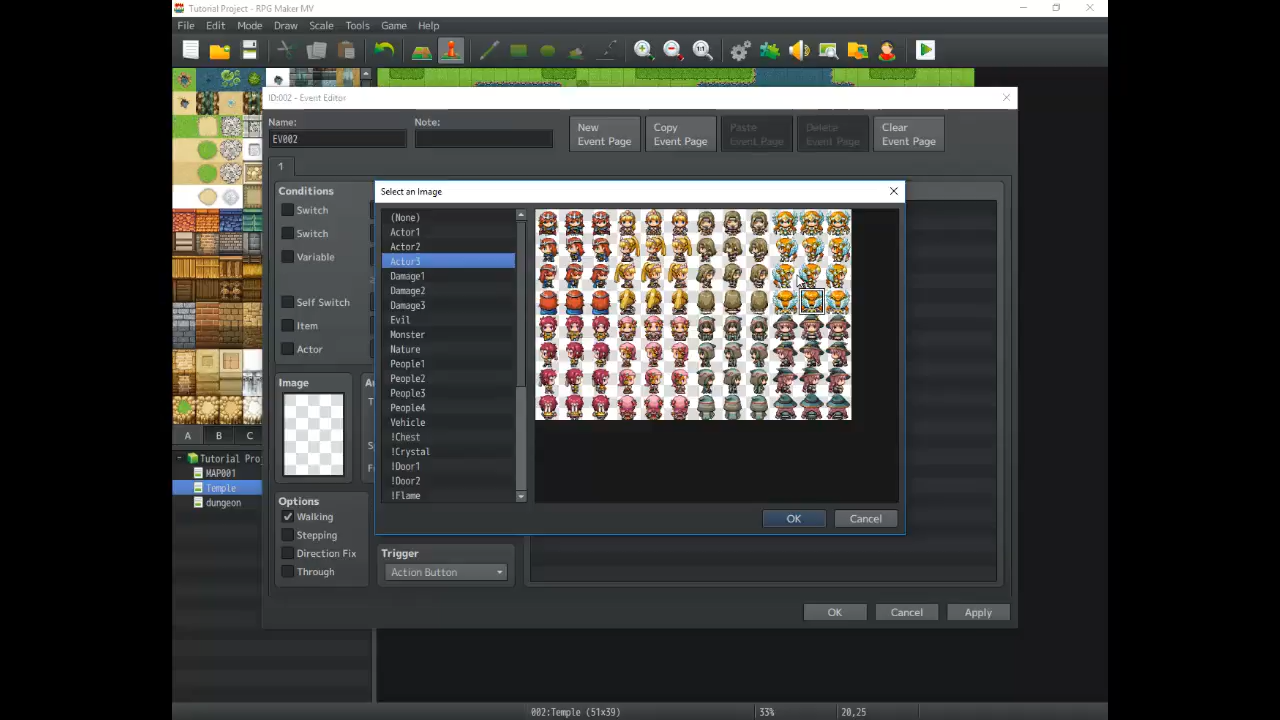 Tutorial Project - RPG Maker MV
File Edit Mode Draw Scale Tools Game Help
1:1
ID:002 - Event Editor
Name:
EV002
Note:
New
Event Page
Copy
Event Page
Paste
Event Page
Delete
Event Page
Clear
Event Page
1
Conditions
Switch
Switch
Variable
Self Switch
Item
Actor
Image
Options
Walking
Stepping
Direction Fix
Through
Select an Image
(None)
Actor1
Actor2
Actor3
Damage1
Damage2
Damage3
Evil
Monster
Nature
People1
People2
People3
People4
Vehicle
!Chest
!Crystal
!Door1
!Door2
!Flame
OK
Cancel
Trigger
Action Button
OK
Cancel
Apply
A B C
Tutorial Pro
MAP001
Temple
dungeon
002:Temple (51x39)
33%
20,25